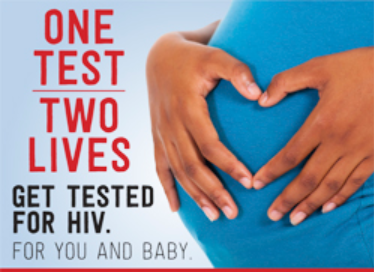 ONE
TEST
TWO
LIVES
GET TESTED
FOR HIV.
FOR YOU AND BABY.